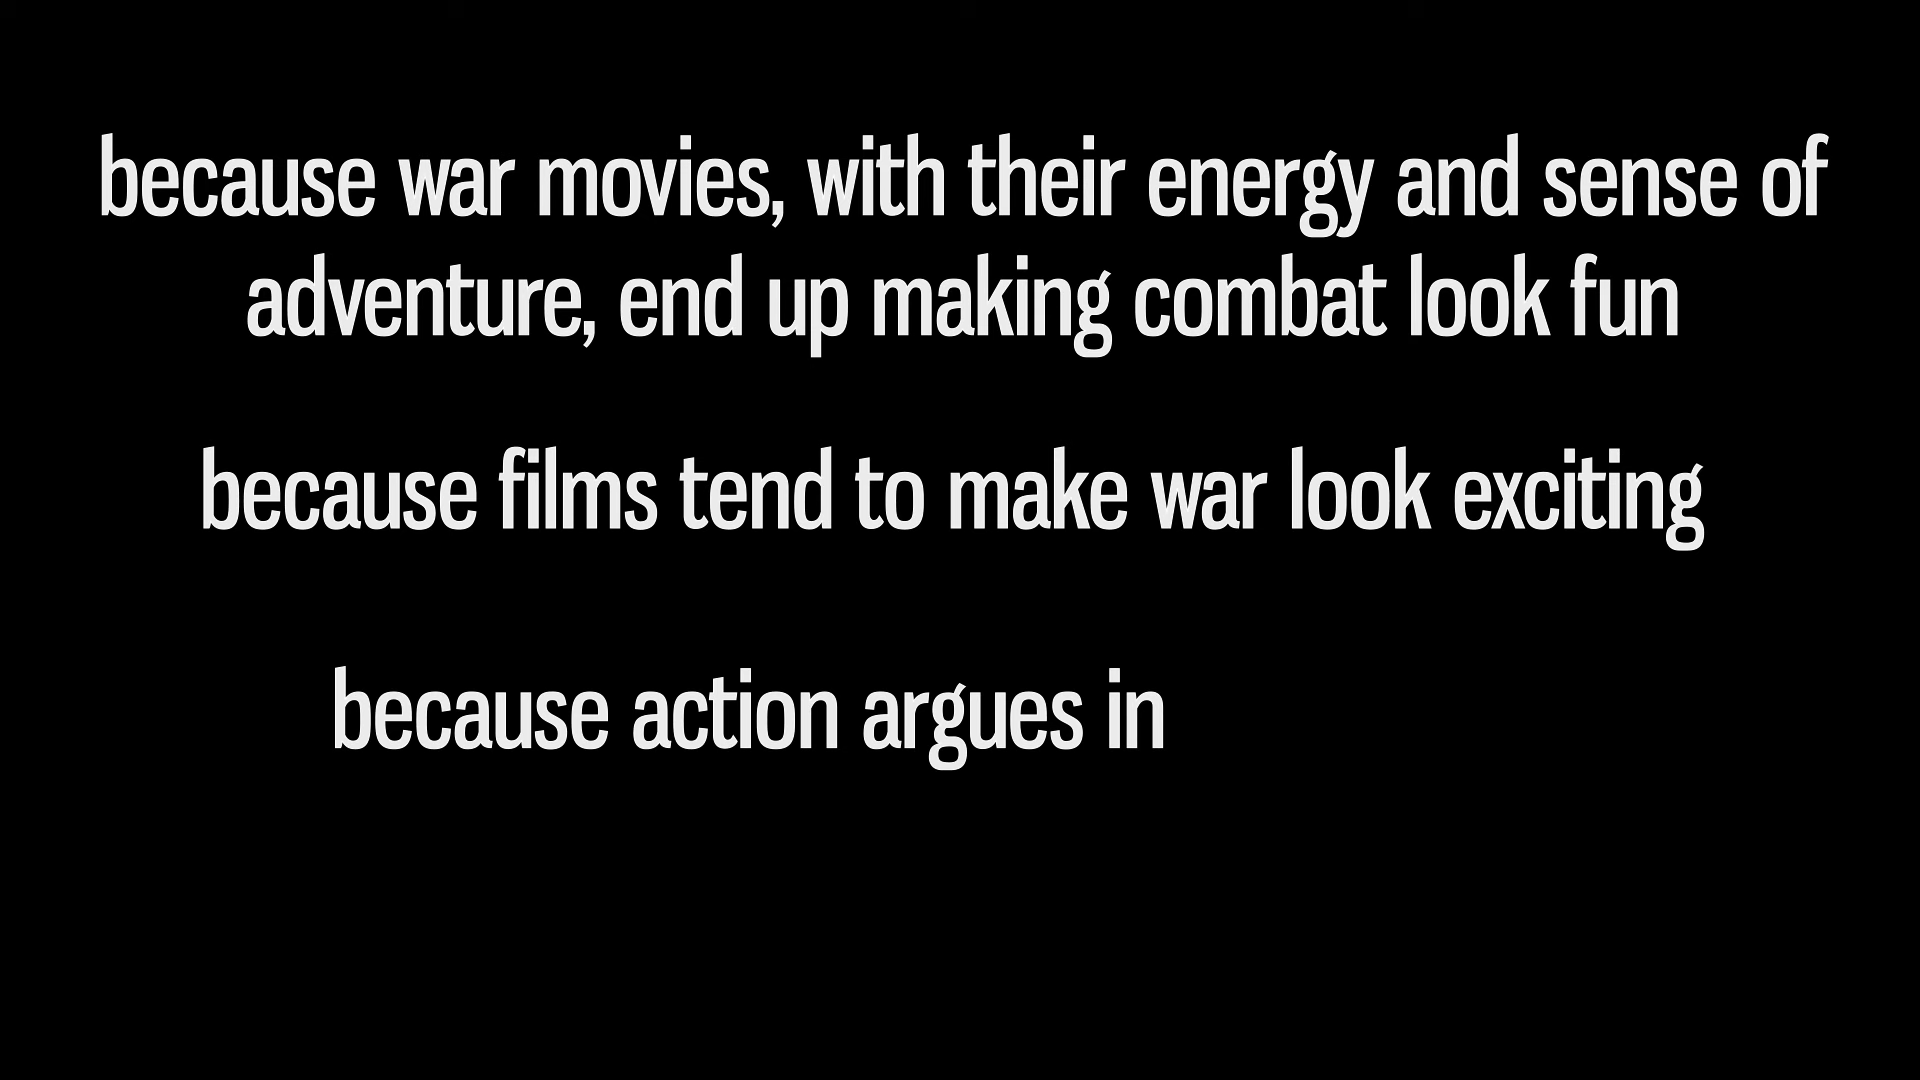 because war movies, with their energy and sense of
adventure, end up making combat look fun
because films tend to make war look exciting
because action argues in